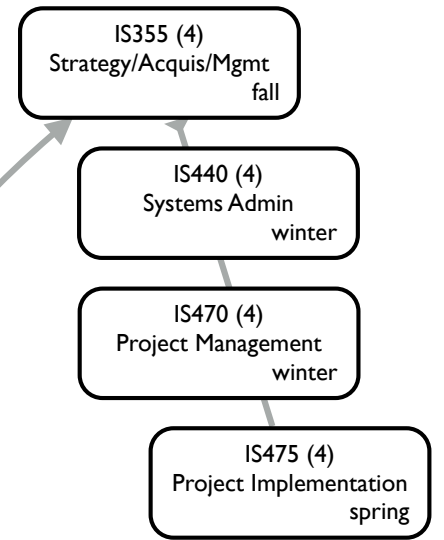 IS355 (4)
Strategy/Acquis/Mgmt
fall
IS440 (4)
Systems Admin
winter
IS470 (4)
Project Management
winter
IS475 (4)
Project Implementation
spring